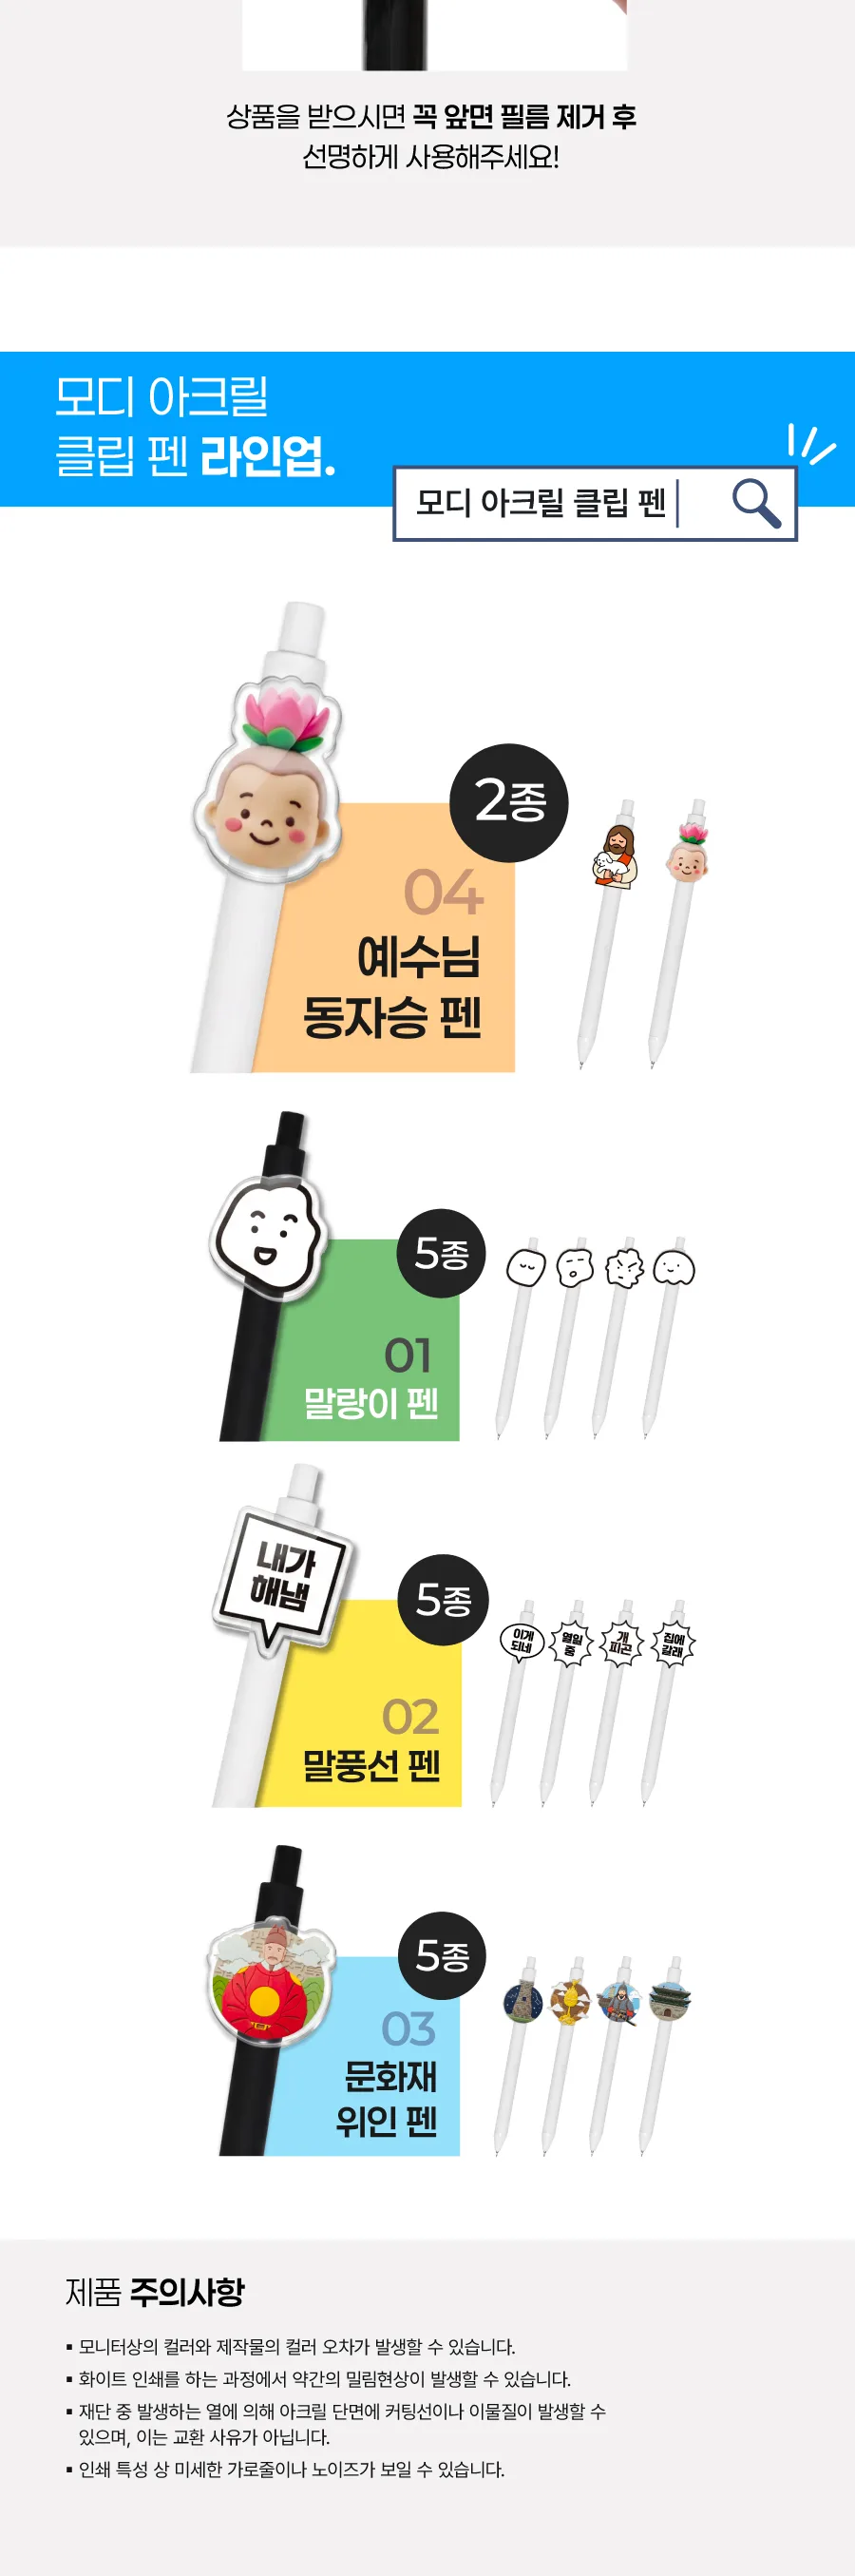 상품을 받으시면 꼭 앞면 필름 제거 후
선명하게 사용해주세요!
모디 아크릴
클립 펜 라인업.
모디 아크릴 클립 펜
2종
04
예수님
동자승 펜
5종
01
말랑이 펜
내가
해냄
5종
이게
되네
열일
중
개
피곤
집에
갈래
02
말풍선 펜
5종
03
문화재
위인 펜
제품 주의사항
▪ 모니터상의 컬러와 제작물의 컬러 오차가 발생할 수 있습니다.
▪ 화이트 인쇄를 하는 과정에서 약간의 밀림현상이 발생할 수 있습니다.
▪ 재단 중 발생하는 열에 의해 아크릴 단면에 커팅선이나 이물질이 발생할 수
있으며, 이는 교환 사유가 아닙니다.
▪ 인쇄 특성 상 미세한 가로줄이나 노이즈가 보일 수 있습니다.